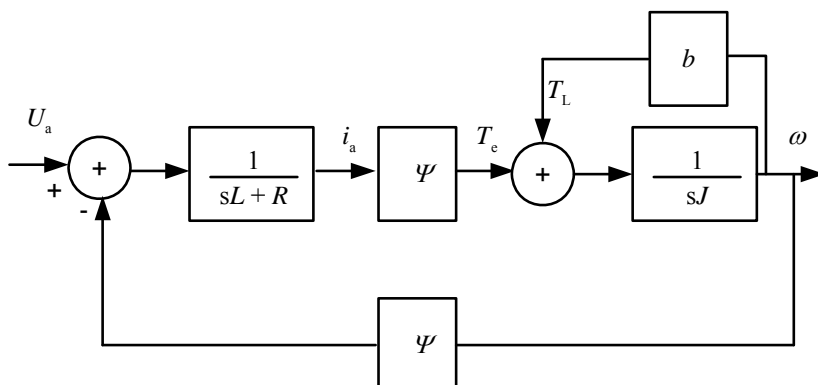 b
T_L
U_a
+
+
-
1
sL + R
i_a
Ψ
T_e
+
1
sJ
ω
Ψ